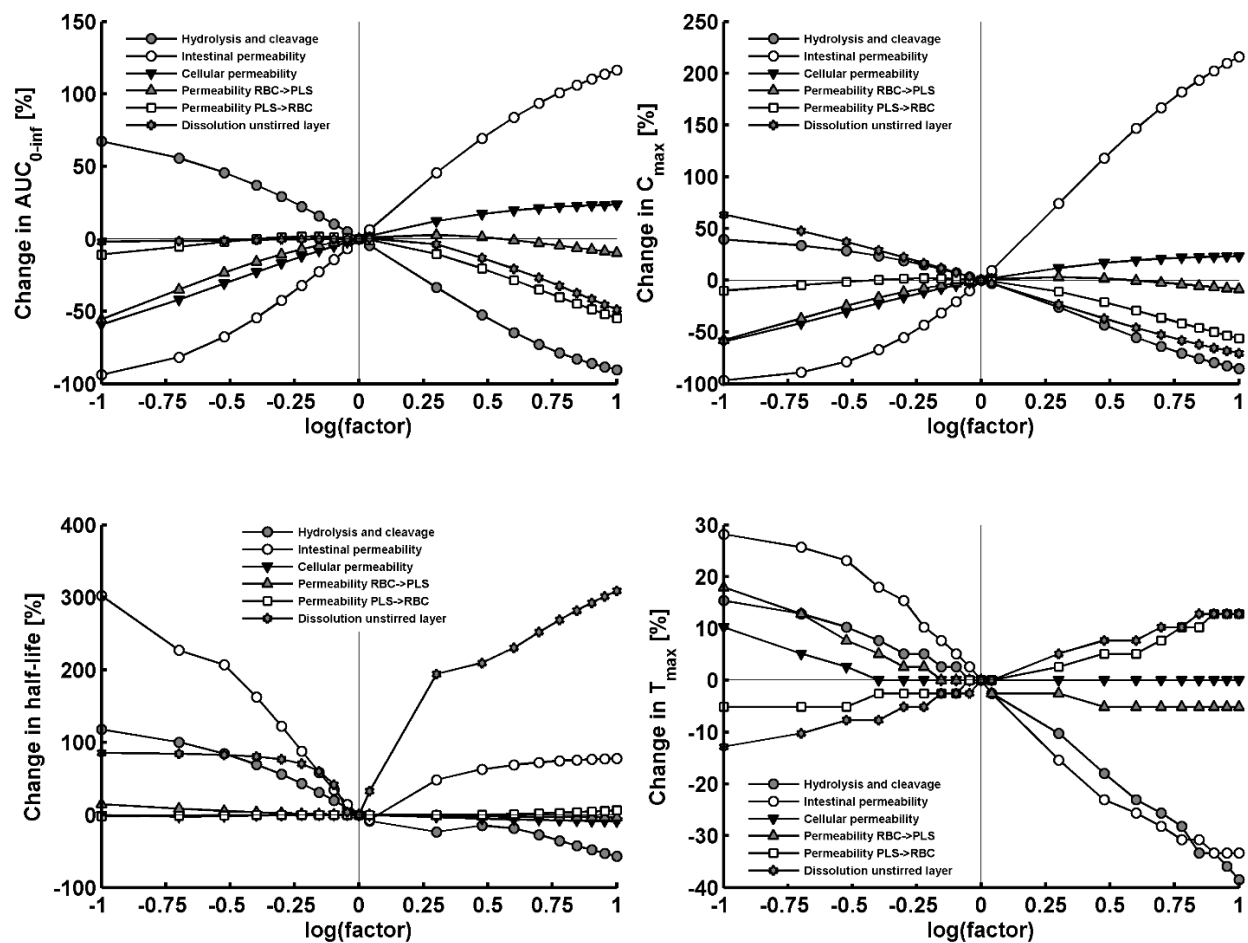 150
100
50
0
-50
-100
Change in AUC0-inf [%]
Hydrolysis and cleavage
Intestinal permeability
Cellular permeability
Permeability RBC->PLS
Permeability PLS->RBC
Dissolution unstirred layer
-1 -0.75 -0.5 -0.25 0 0.25 0.5 0.75 1
log(factor)
250
200
150
100
50
0
-50
-100
Change in Cmax [%]
Hydrolysis and cleavage
Intestinal permeability
Cellular permeability
Permeability RBC->PLS
Permeability PLS->RBC
Dissolution unstirred layer
-1 -0.75 -0.5 -0.25 0 0.25 0.5 0.75 1
log(factor)
400
300
200
100
0
-100
Change in half-life [%]
Hydrolysis and cleavage
Intestinal permeability
Cellular permeability
Permeability RBC->PLS
Permeability PLS->RBC
Dissolution unstirred layer
-1 -0.75 -0.5 -0.25 0 0.25 0.5 0.75 1
log(factor)
30
20
10
0
-10
-20
-30
-40
Change in Tmax [%]
Hydrolysis and cleavage
Intestinal permeability
Cellular permeability
Permeability RBC->PLS
Permeability PLS->RBC
Dissolution unstirred layer
-1 -0.75 -0.5 -0.25 0 0.25 0.5 0.75 1
log(factor)